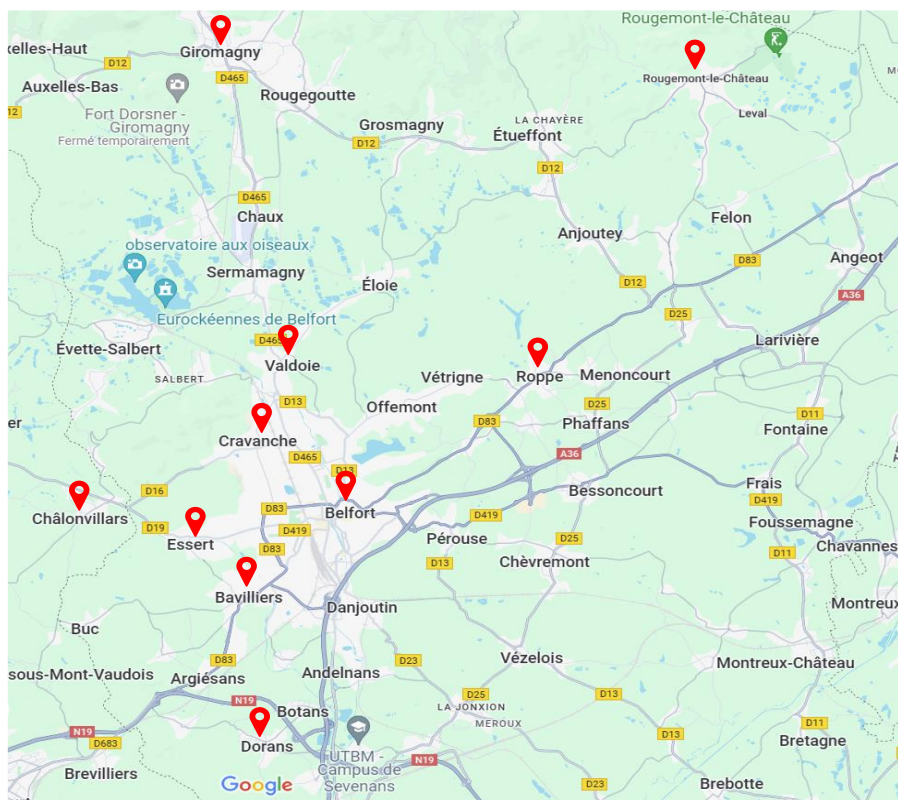 Rougemont-le-Château
Giromagny
xelles-Haut
D12
D465
Rougemont-le-Château
Auxelles-Bas
Rougegoutte
Leval
D12
Fort Dorsner -
Giromagny
Fermé temporairement
Grosmagny
LA CHAYÈRE
Étueffont
D12
D12
D465
Chaux
Felon
Anjoutey
observatoire aux oiseaux
D12
D83
Angeot
Sermamagny
Éloie
A36
Eurockéennes de Belfort
D25
D465
Évette-Salbert
Valdoie
Larivière
SALBERT
Vétrigne
Roppe
Menoncourt
D13
Offemont
D25
D11
er
D83
Phaffans
Fontaine
Cravanche
D465
A36
D13
D16
Bessoncourt
Frais
Châlonvillars
D83
Belfort
D419
D419
D19
D419
Foussemagne
Essert
Pérouse
D25
Chavannes
D83
D13
Chèvremont
D11
Bavilliers
Danjoutin
Montreux
Buc
D83
D23
Vézelois
Montreux-Château
sous-Mont-Vaudois
Argiésans
Andelnans
N19
D25
D13
Botans
LA JONXION
MEROUX
D11
N19
D13
D683
Dorans
UTBM -
Campus de
Sevenans
N19
Bretagne
Brevilliers
Google
D23
Brebotte